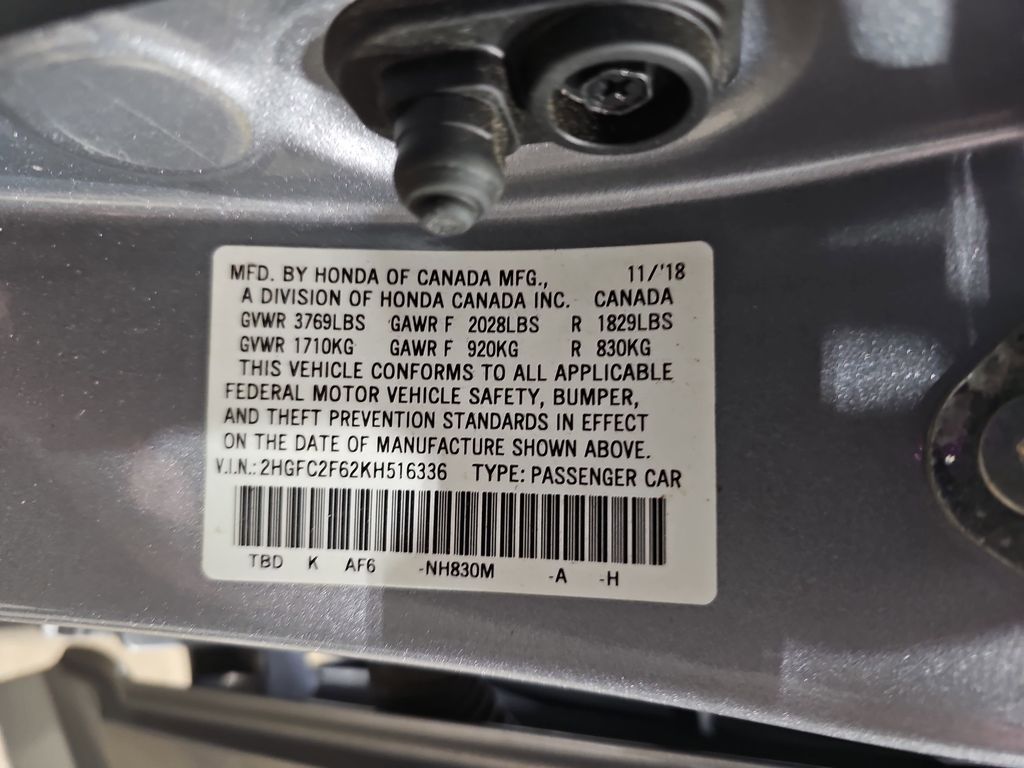 MFD. BY HONDA OF CANADA MFG., 11/'18
A DIVISION OF HONDA CANADA INC. CANADA
GVWR 3769LBS GAWR F 2028LBS R 1829LBS
GVWR 1710KG GAWR F 920KG R 830KG
THIS VEHICLE CONFORMS TO ALL APPLICABLE
FEDERAL MOTOR VEHICLE SAFETY, BUMPER,
AND THEFT PREVENTION STANDARDS IN EFFECT
ON THE DATE OF MANUFACTURE SHOWN ABOVE.
V.I.N.: 2HGFC2F62KH516336 TYPE: PASSENGER CAR
TBD K AF6 -NH830M -A -H